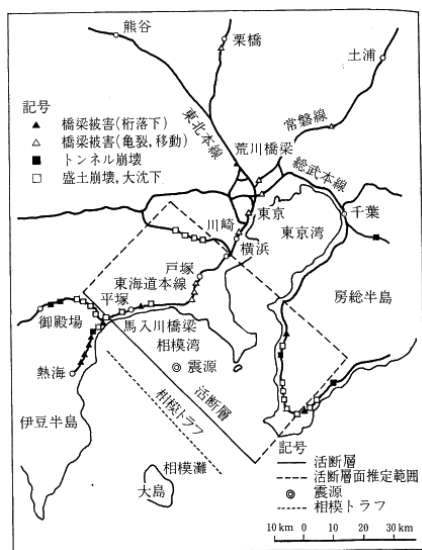 熊谷
栗橋
土浦
記号
▲ 橋梁被害(桁落下)
▲ 橋梁被害(亀裂,移動)
■ トンネル崩壊
□ 盛土崩壊,大沈下
東北本線
常磐線
荒川橋梁
総武本線
川崎
東京
千葉
横浜
東京湾
戸塚
東海道本線
平塚
房総半島
御殿場
馬入川橋梁
相模湾
震源
熱海
活断層
相模トラフ
伊豆半島
相模灘
大島
記号
活断層
活断層面推定範囲
震源
相模トラフ
10km 0 10 20 30km